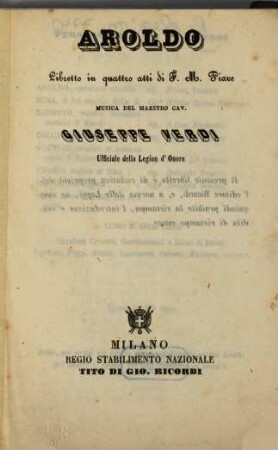 AROLDO
Libretto in quattro atti di F. M. Piave
MUSICA DEL MAESTRO CAV.
GIUSEPPE VERDI
Ufficiale della Legion d' Onore
MILANO
REGIO STABILIMENTO NAZIONALE
TITO DI GIO. RICORDI